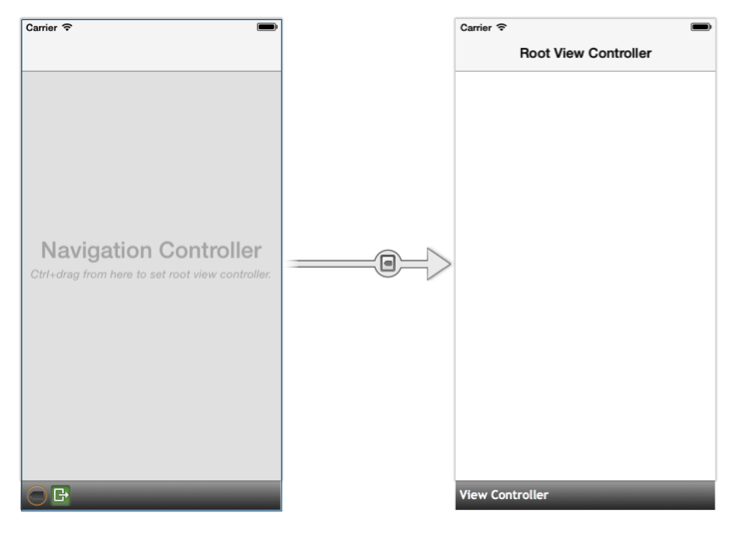 Carrier
Navigation Controller
Ctrl+drag from here to set root view controller.
Carrier
Root View Controller
View Controller